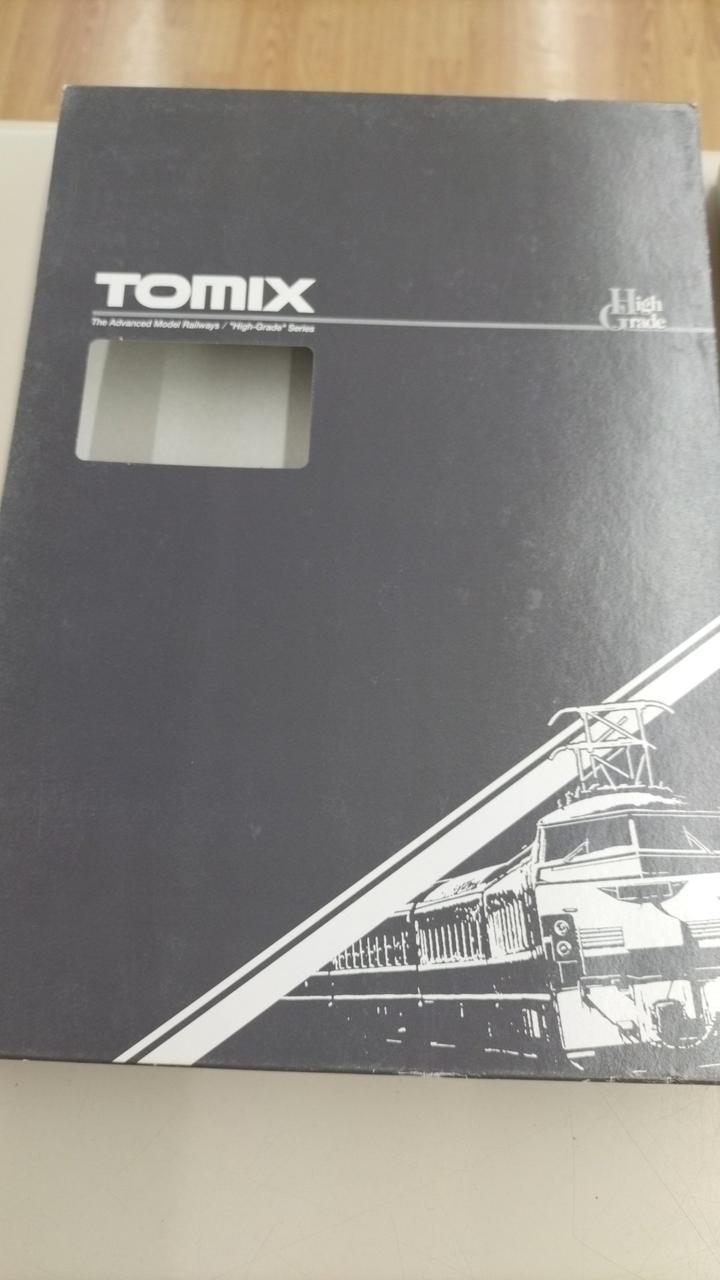 TOMIX
The Advanced Model Railways / "High-Grade" Series
High
Grade